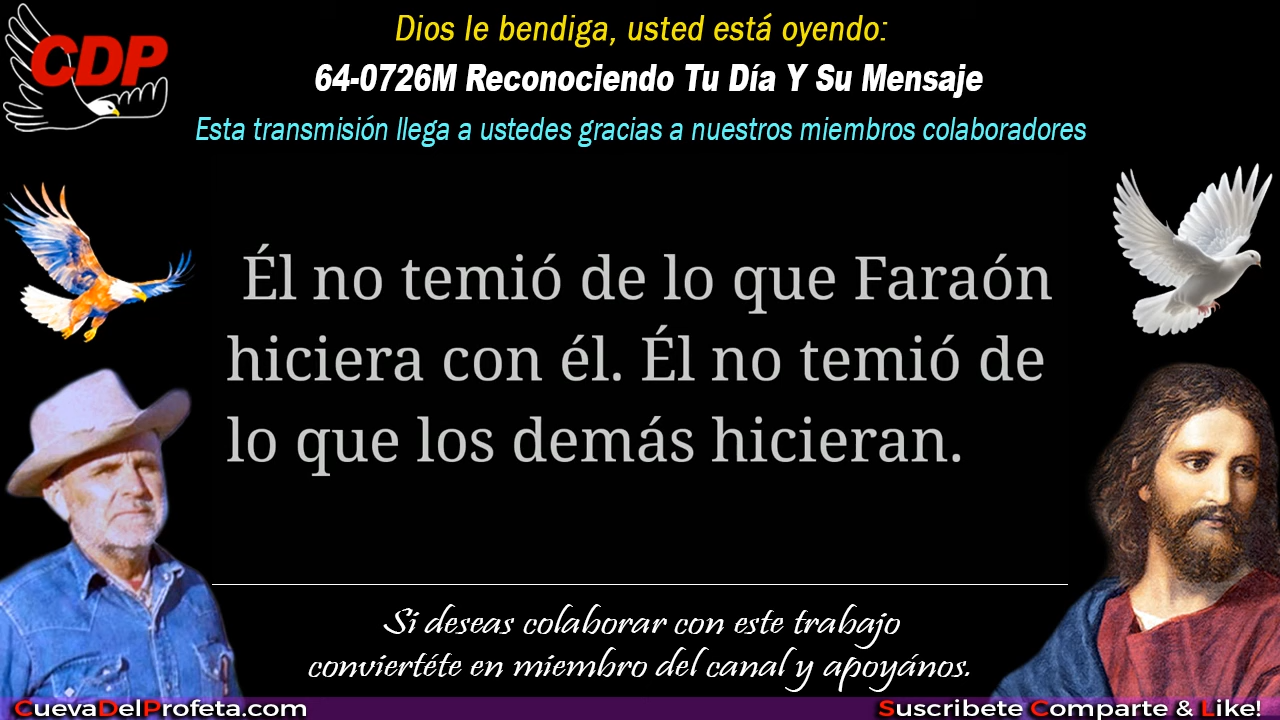 CDP
Dios le bendiga, usted está oyendo:
64-0726M Reconociendo Tu Día Y Su Mensaje
Esta transmisión llega a ustedes gracias a nuestros miembros colaboradores
Él no temió de lo que Faraón
hiciera con él. Él no temió de
lo que los demás hicieran.
Si deseas colaborar con este trabajo
conviertéte en miembro del canal y apoyános.
CuevaDelProfeta.com
Suscribete Comparte & Like!